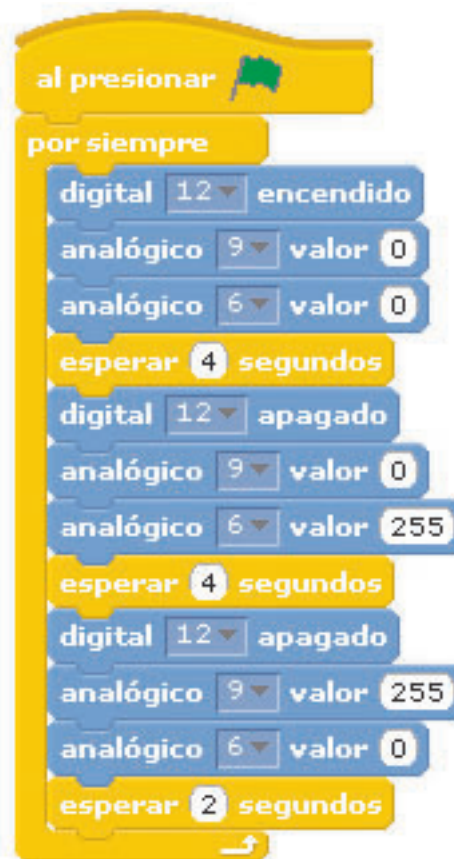 al presionar
por siempre
digital 12 encendido
analógico 9 valor 0
analógico 6 valor 0
esperar 4 segundos
digital 12 apagado
analógico 9 valor 0
analógico 6 valor 255
esperar 4 segundos
digital 12 apagado
analógico 9 valor 255
analógico 6 valor 0
esperar 2 segundos